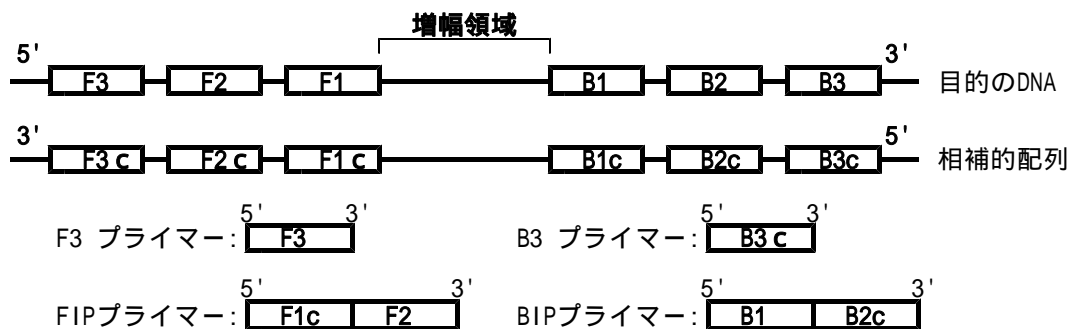 増幅領域
5' 3'
F3 F2 F1 B1 B2 B3 目的のDNA
3' 5'
F3 c F2 c F1 c B1c B2c B3c 相補的配列
5' 3' 5' 3'
F3 プライマー: F3 B3 プライマー: B3 c
5' 3' 5' 3'
FIPプライマー: F1c F2 BIPプライマー: B1 B2c